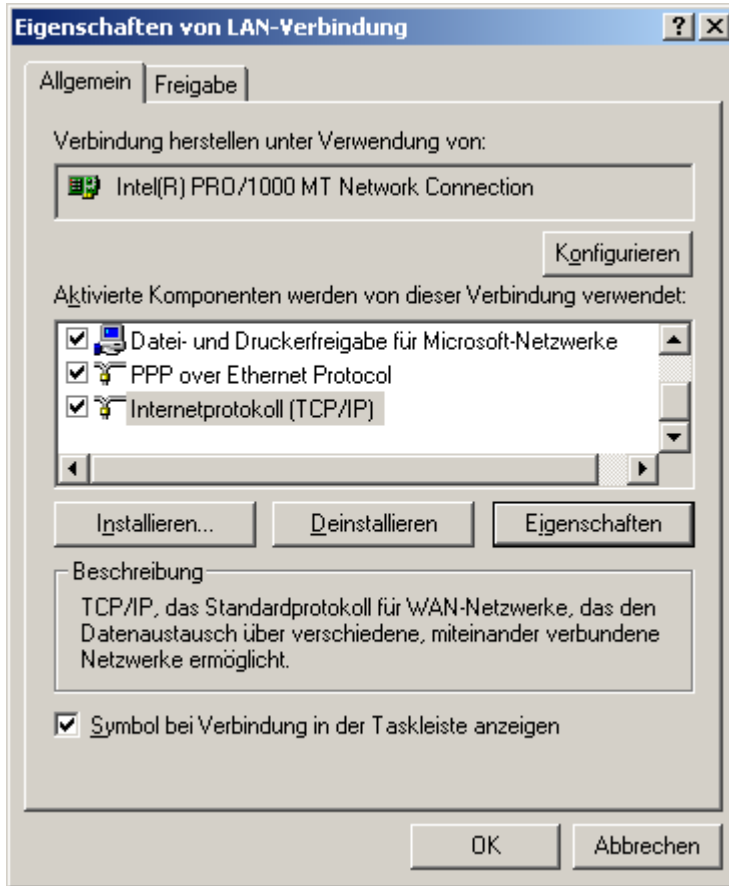 Eigenschaften von LAN-Verbindung
Allgemein
Freigabe
Verbindung herstellen unter Verwendung von:
Intel(R) PRO/1000 MT Network Connection
Konfigurieren
Aktivierte Komponenten werden von dieser Verbindung verwendet:
Datei- und Druckerfreigabe für Microsoft-Netzwerke
PPP over Ethernet Protocol
Internetprotokoll (TCP/IP)
Installieren...
Deinstallieren
Eigenschaften
Beschreibung
TCP/IP, das Standardprotokoll für WAN-Netzwerke, das den
Datenaustausch über verschiedene, miteinander verbundene
Netzwerke ermöglicht.
Symbol bei Verbindung in der Taskleiste anzeigen
OK
Abbrechen